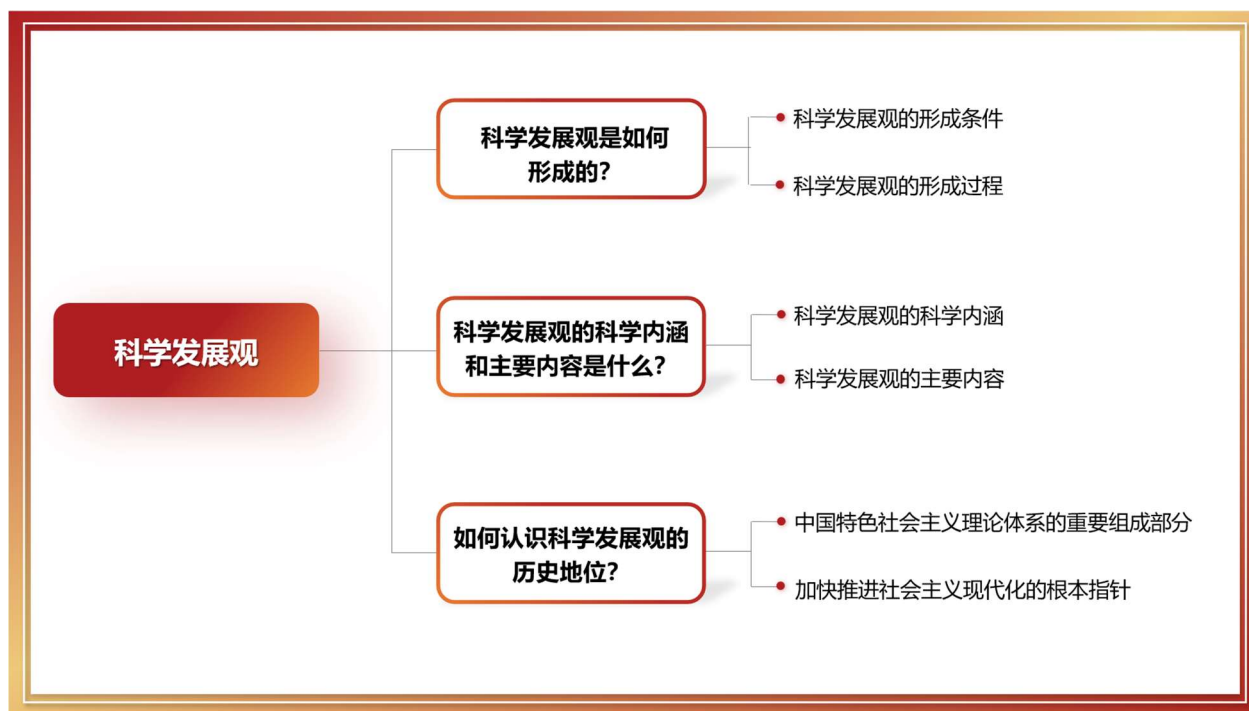 科学发展观
科学发展观是如何
形成的？
科学发展观的形成条件
科学发展观的形成过程
科学发展观的科学内涵
和主要内容是什么？
科学发展观的科学内涵
科学发展观的主要内容
如何认识科学发展观的
历史地位？
中国特色社会主义理论体系的重要组成部分
加快推进社会主义现代化的根本指针